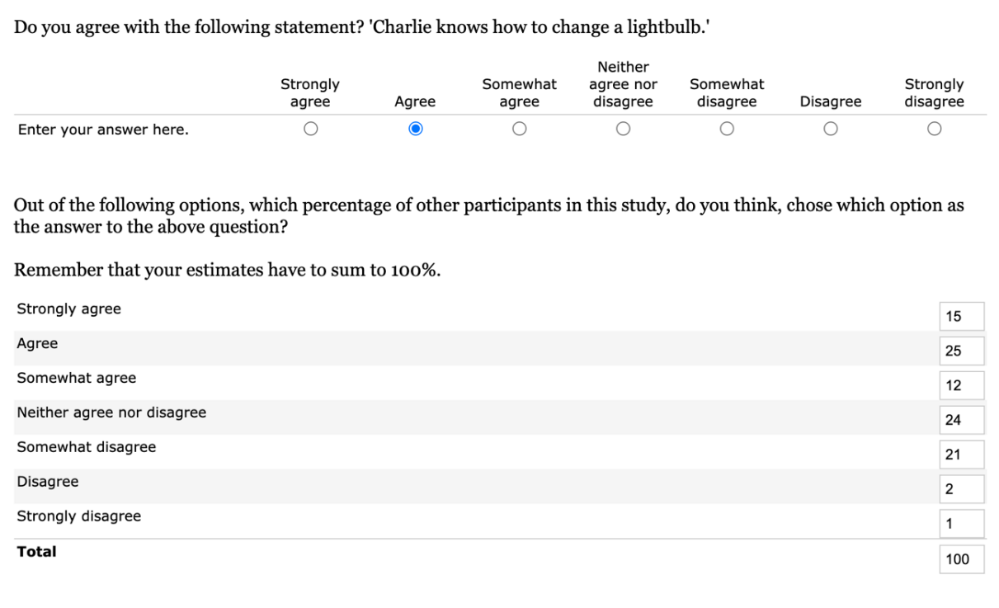 Do you agree with the following statement? 'Charlie knows how to change a lightbulb.'
Strongly agree
Agree
Somewhat agree
Neither agree nor disagree
Somewhat disagree
Disagree
Strongly disagree
Enter your answer here.
Out of the following options, which percentage of other participants in this study, do you think, chose which option as
the answer to the above question?
Remember that your estimates have to sum to 100%.
Strongly agree 15
Agree 25
Somewhat agree 12
Neither agree nor disagree 24
Somewhat disagree 21
Disagree 2
Strongly disagree 1
Total 100